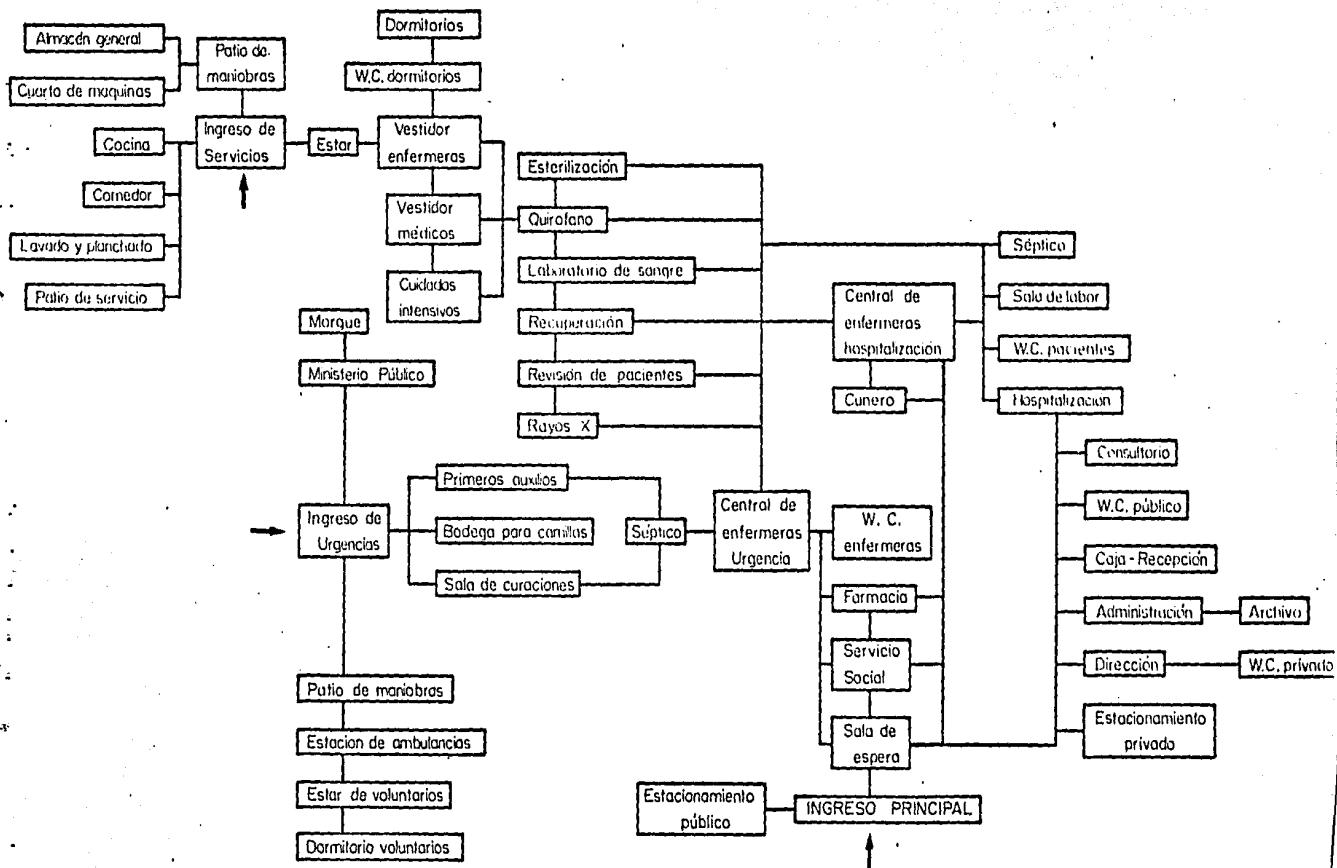 Dormitorios
Almacén general
Patio de
maniobras
W.C. dormitorios
Cuarto de maquinas
Cocina
Ingreso de
Servicios
Estar
Vestidor
enfermeras
Comedor
Lavado y planchado
Patio de servicio
Vestidor
médicos
Cuidados
intensivos
Esterilización
Quirofano
Laboratorio de sangre
Recuperación
Revisión de pacientes
Rayos X
Central de
enfermeras
hospitalización
Cunero
Séptico
Sala de labor
W.C. pacientes
Hospitalización
Morgue
Ministerio Público
Ingreso de
Urgencias
Primeros auxilios
Bodega para camillas
Sala de curaciones
Séptico
Central de
enfermeras
Urgencia
W. C.
enfermeras
Farmacia
Servicio
Social
Sala de
espera
Consultorio
W.C. público
Caja - Recepción
Administración
Archivo
Dirección
W.C. privado
Estacionamiento
privado
Patio de maniobras
Estacion de ambulancias
Estar de voluntarios
Dormitorio voluntarios
Estacionamiento
público
INGRESO PRINCIPAL